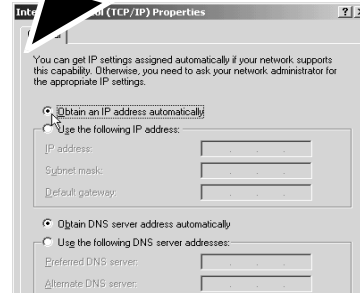 Inte
ol (TCP/IP) Properties
You can get IP settings assigned automatically if your network supports
this capability. Otherwise, you need to ask your network administrator for
the appropriate IP settings.
Obtain an IP address automatically
Use the following IP address:
IP address:
Subnet mask:
Default gateway:
Obtain DNS server address automatically
Use the following DNS server addresses:
Preferred DNS server:
Alternate DNS server: